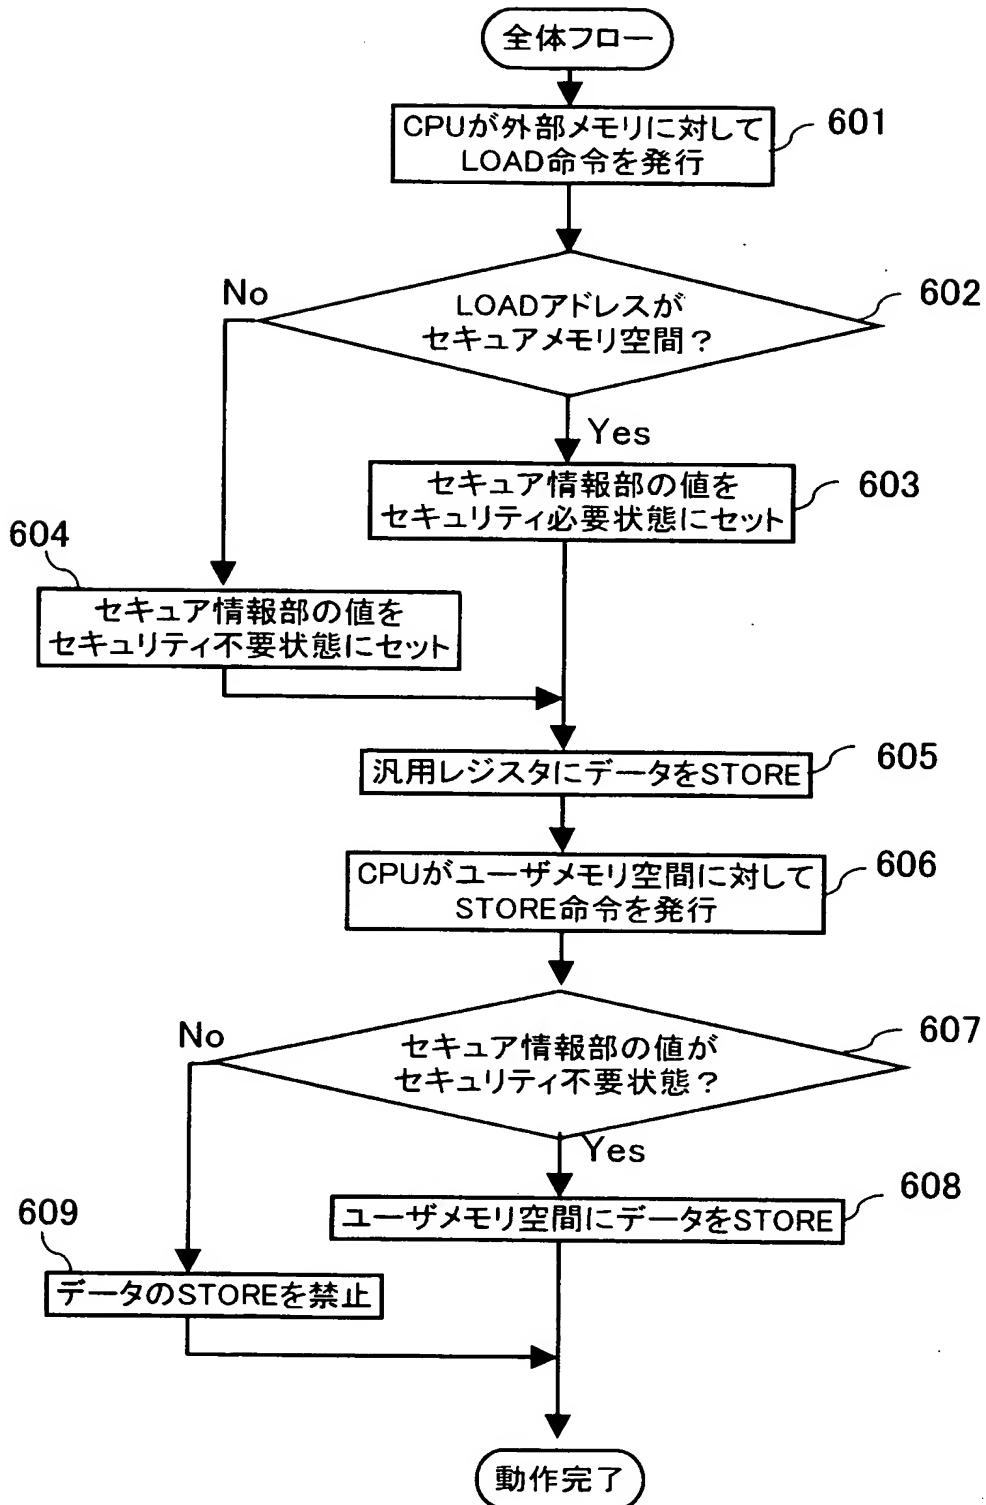 全体フロー
CPUが外部メモリに対して
LOAD命令を発行
601
LOADアドレスが
セキュアメモリ空間？
602
No
Yes
セキュア情報部の値を
セキュリティ必要状態にセット
603
604
セキュア情報部の値を
セキュリティ不要状態にセット
汎用レジスタにデータをSTORE
605
CPUがユーザメモリ空間に対して
STORE命令を発行
606
セキュア情報部の値が
セキュリティ不要状態？
607
No
Yes
ユーザメモリ空間にデータをSTORE
608
609
データのSTOREを禁止
動作完了